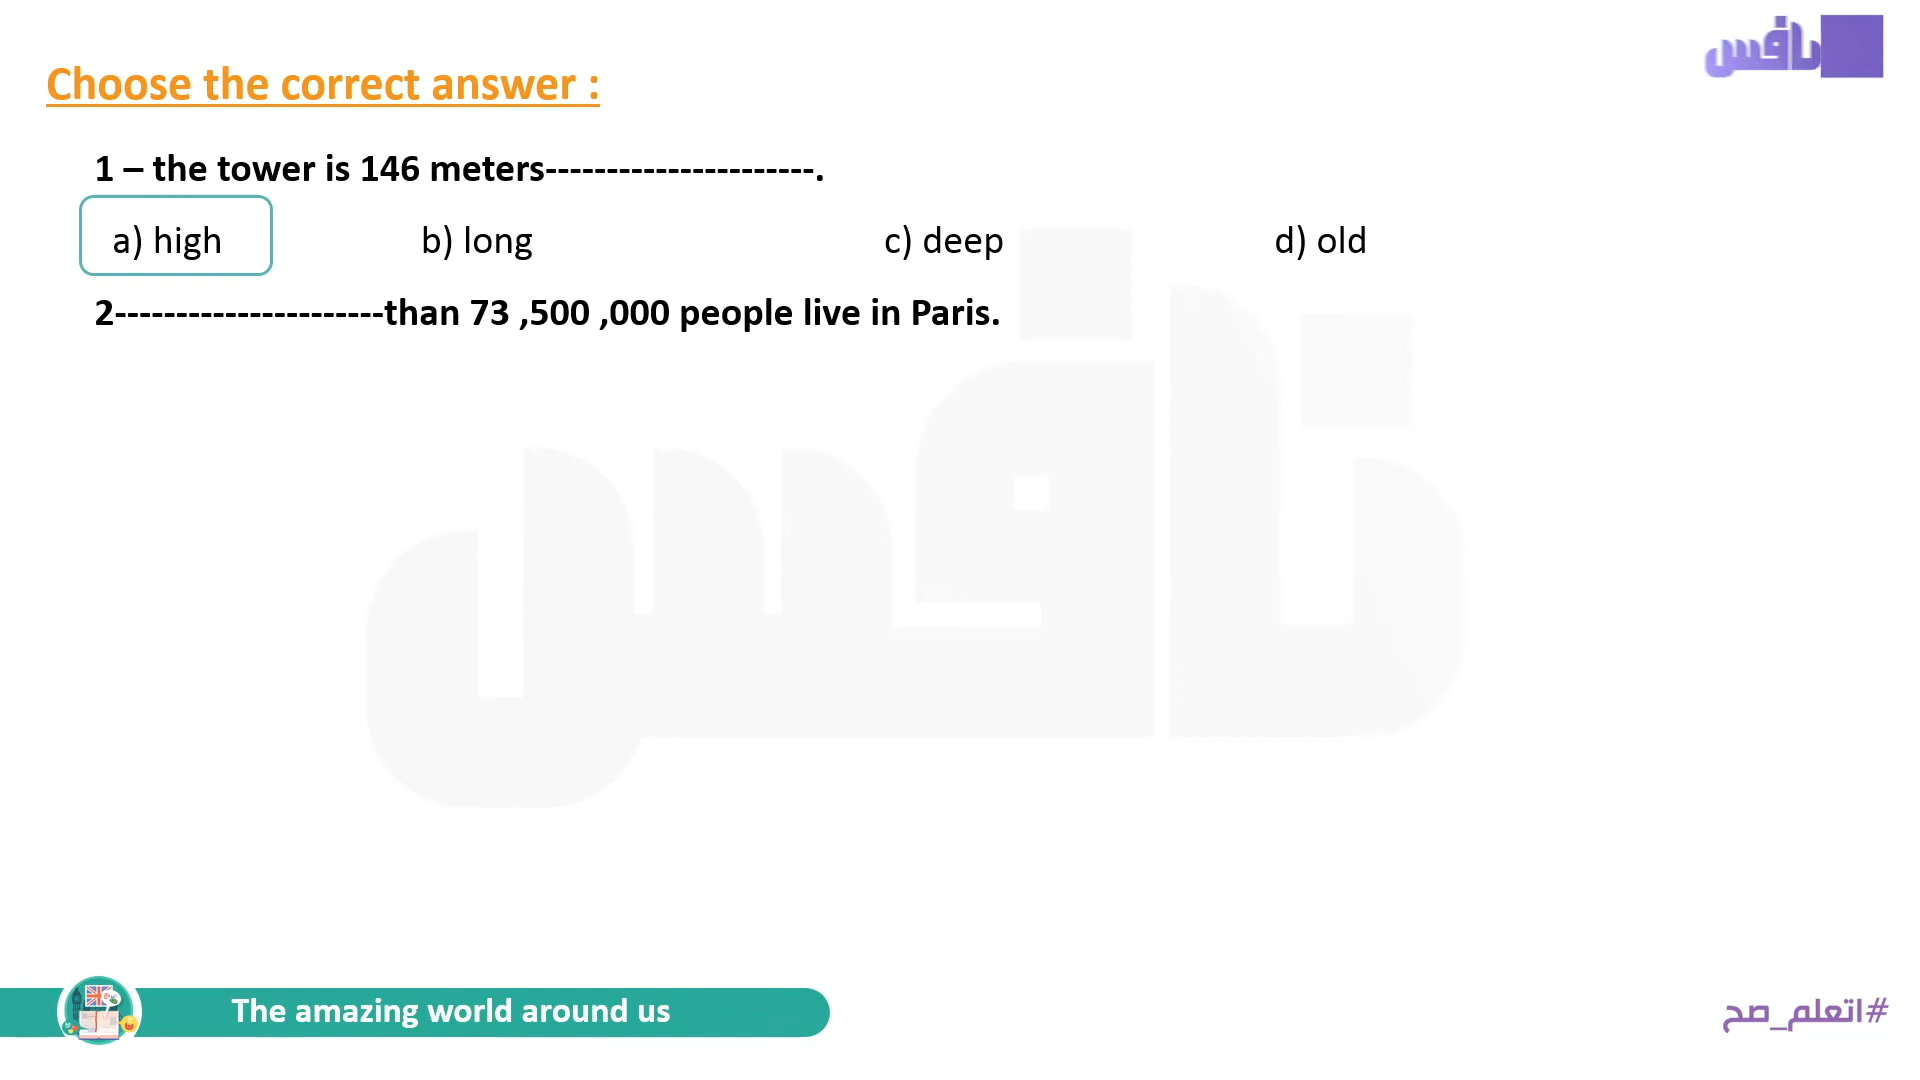 نافس
Choose the correct answer :
1 – the tower is 146 meters----------------------.
a) high b) long c) deep d) old
2----------------------than 73 ,500 ,000 people live in Paris.
The amazing world around us
#اتعلم_صح